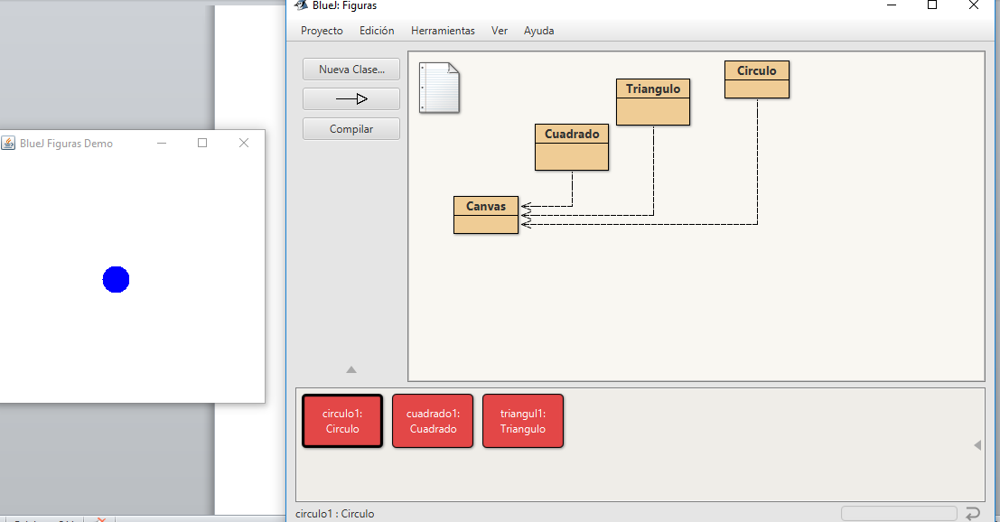 BlueJ: Figuras
Proyecto Edición Herramientas Ver Ayuda
Nueva Clase...
Compilar
Circulo
Triangulo
Cuadrado
Canvas
BlueJ Figuras Demo
circulo1:
Circulo
cuadrado1:
Cuadrado
triangul1:
Triangulo
circulo1 : Circulo